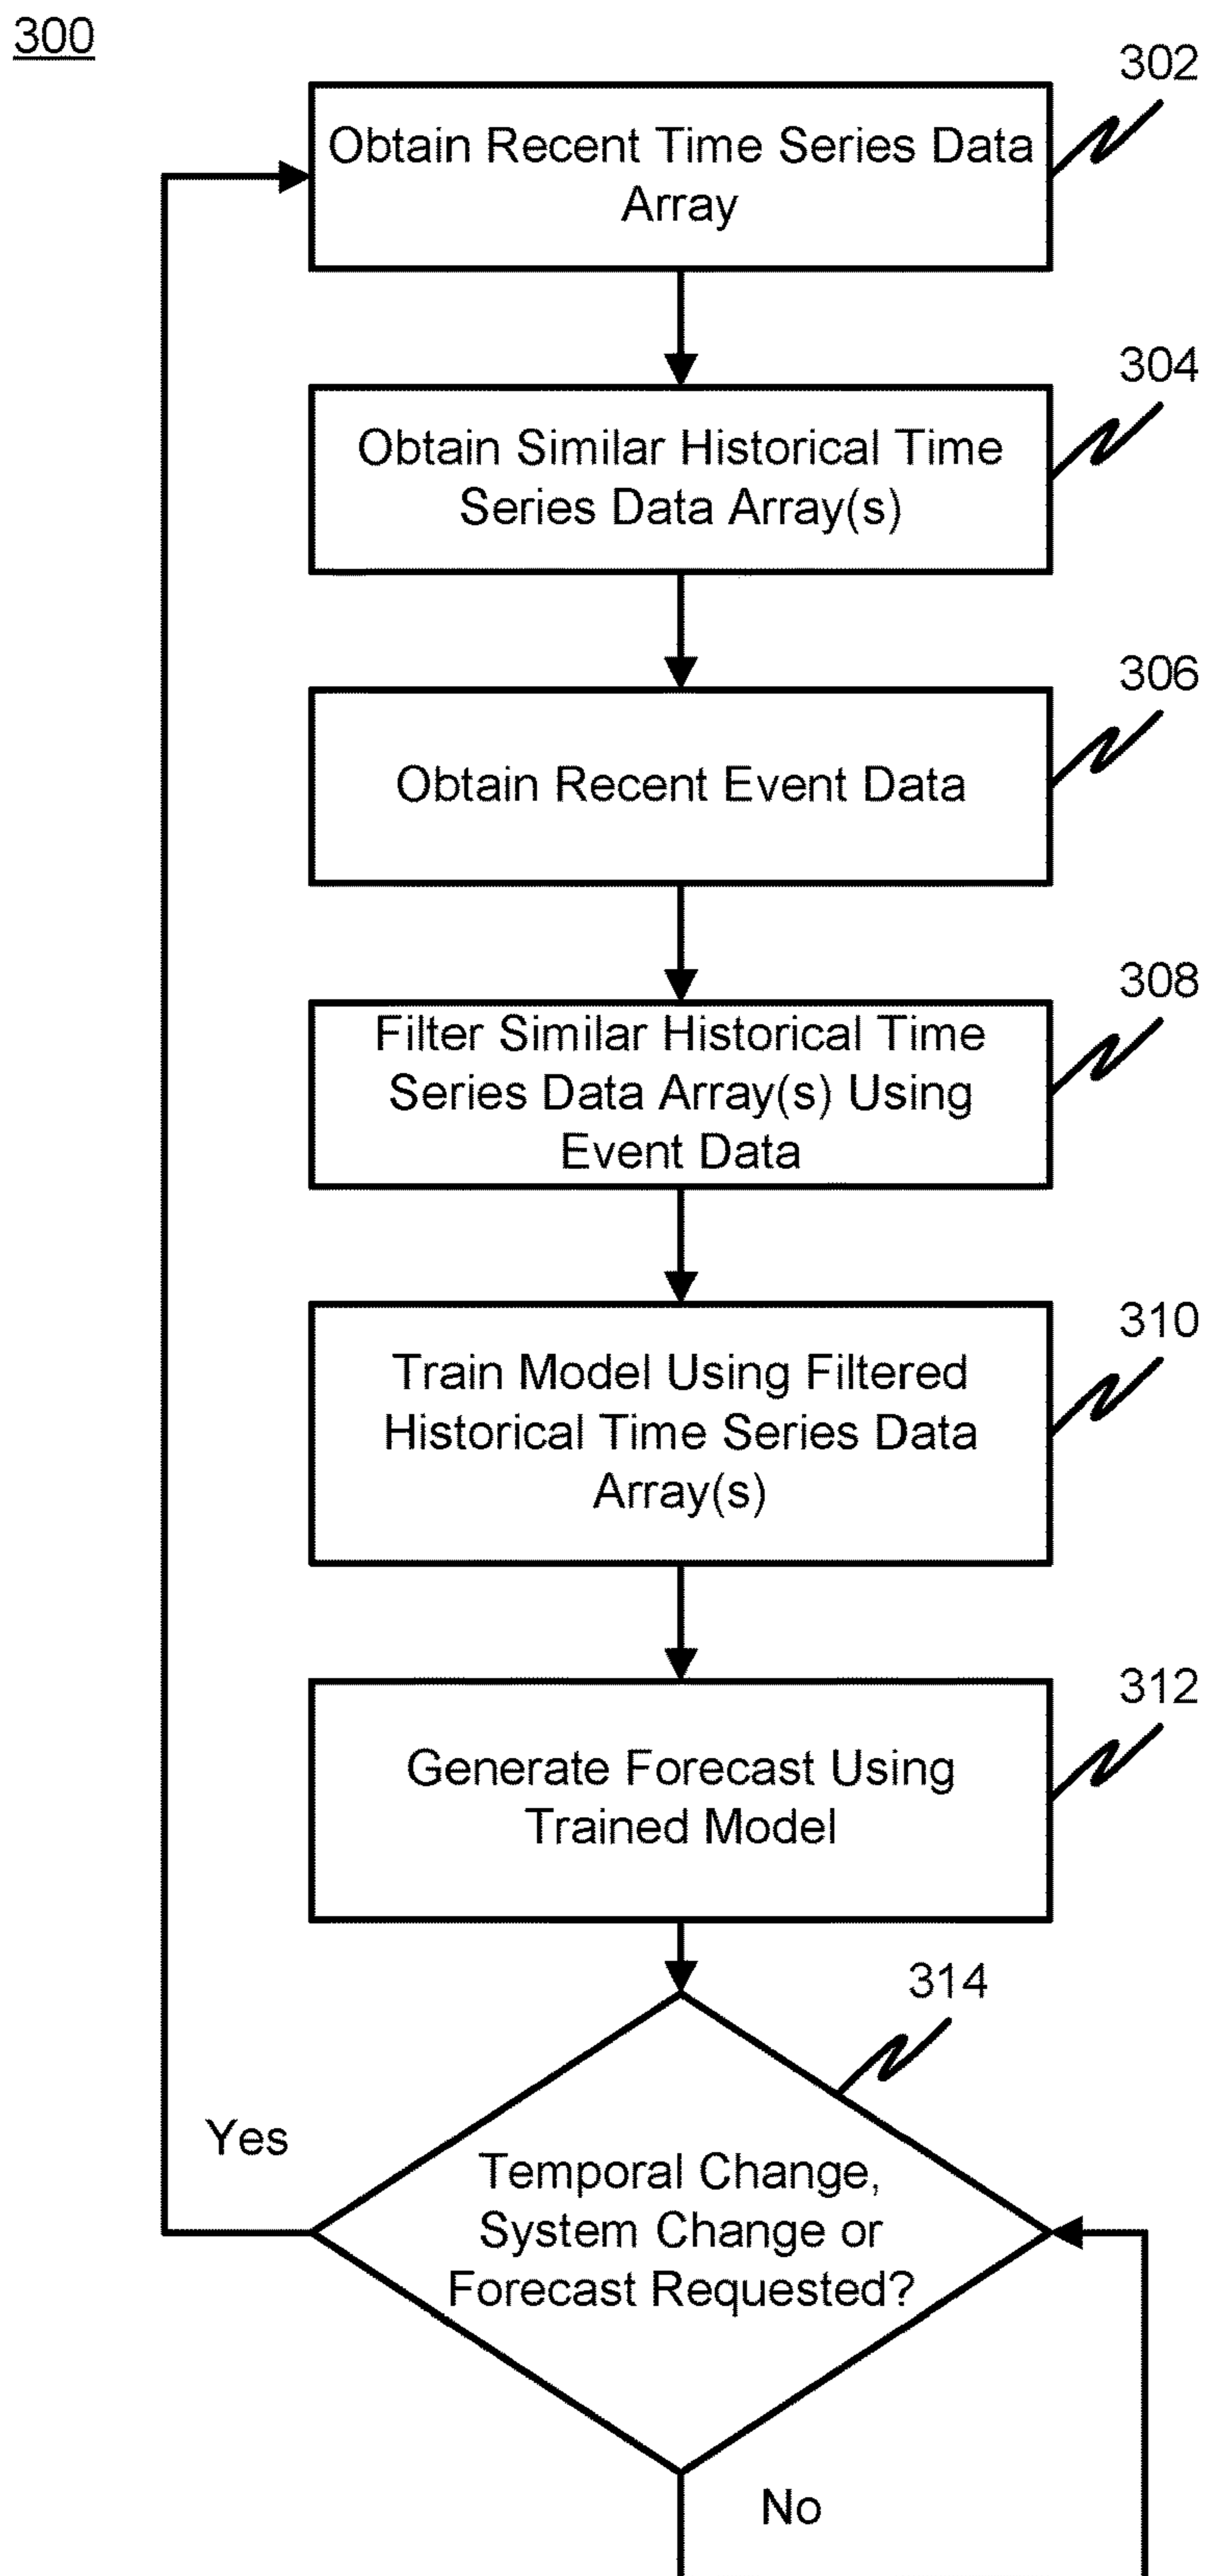 300
302
Obtain Recent Time Series Data
Array
304
Obtain Similar Historical Time
Series Data Array(s)
306
Obtain Recent Event Data
308
Filter Similar Historical Time
Series Data Array(s) Using
Event Data
310
Train Model Using Filtered
Historical Time Series Data
Array(s)
312
Generate Forecast Using
Trained Model
314
Yes
Temporal Change,
System Change or
Forecast Requested?
No